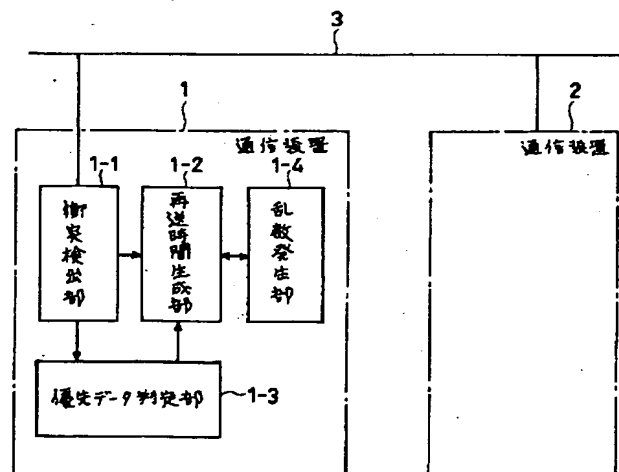 3
1
2
通信装置
通信装置
1-1
1-2
1-4
衝突検出部
再送時間生成部
乱数発生部
優先データ判定部
1-3